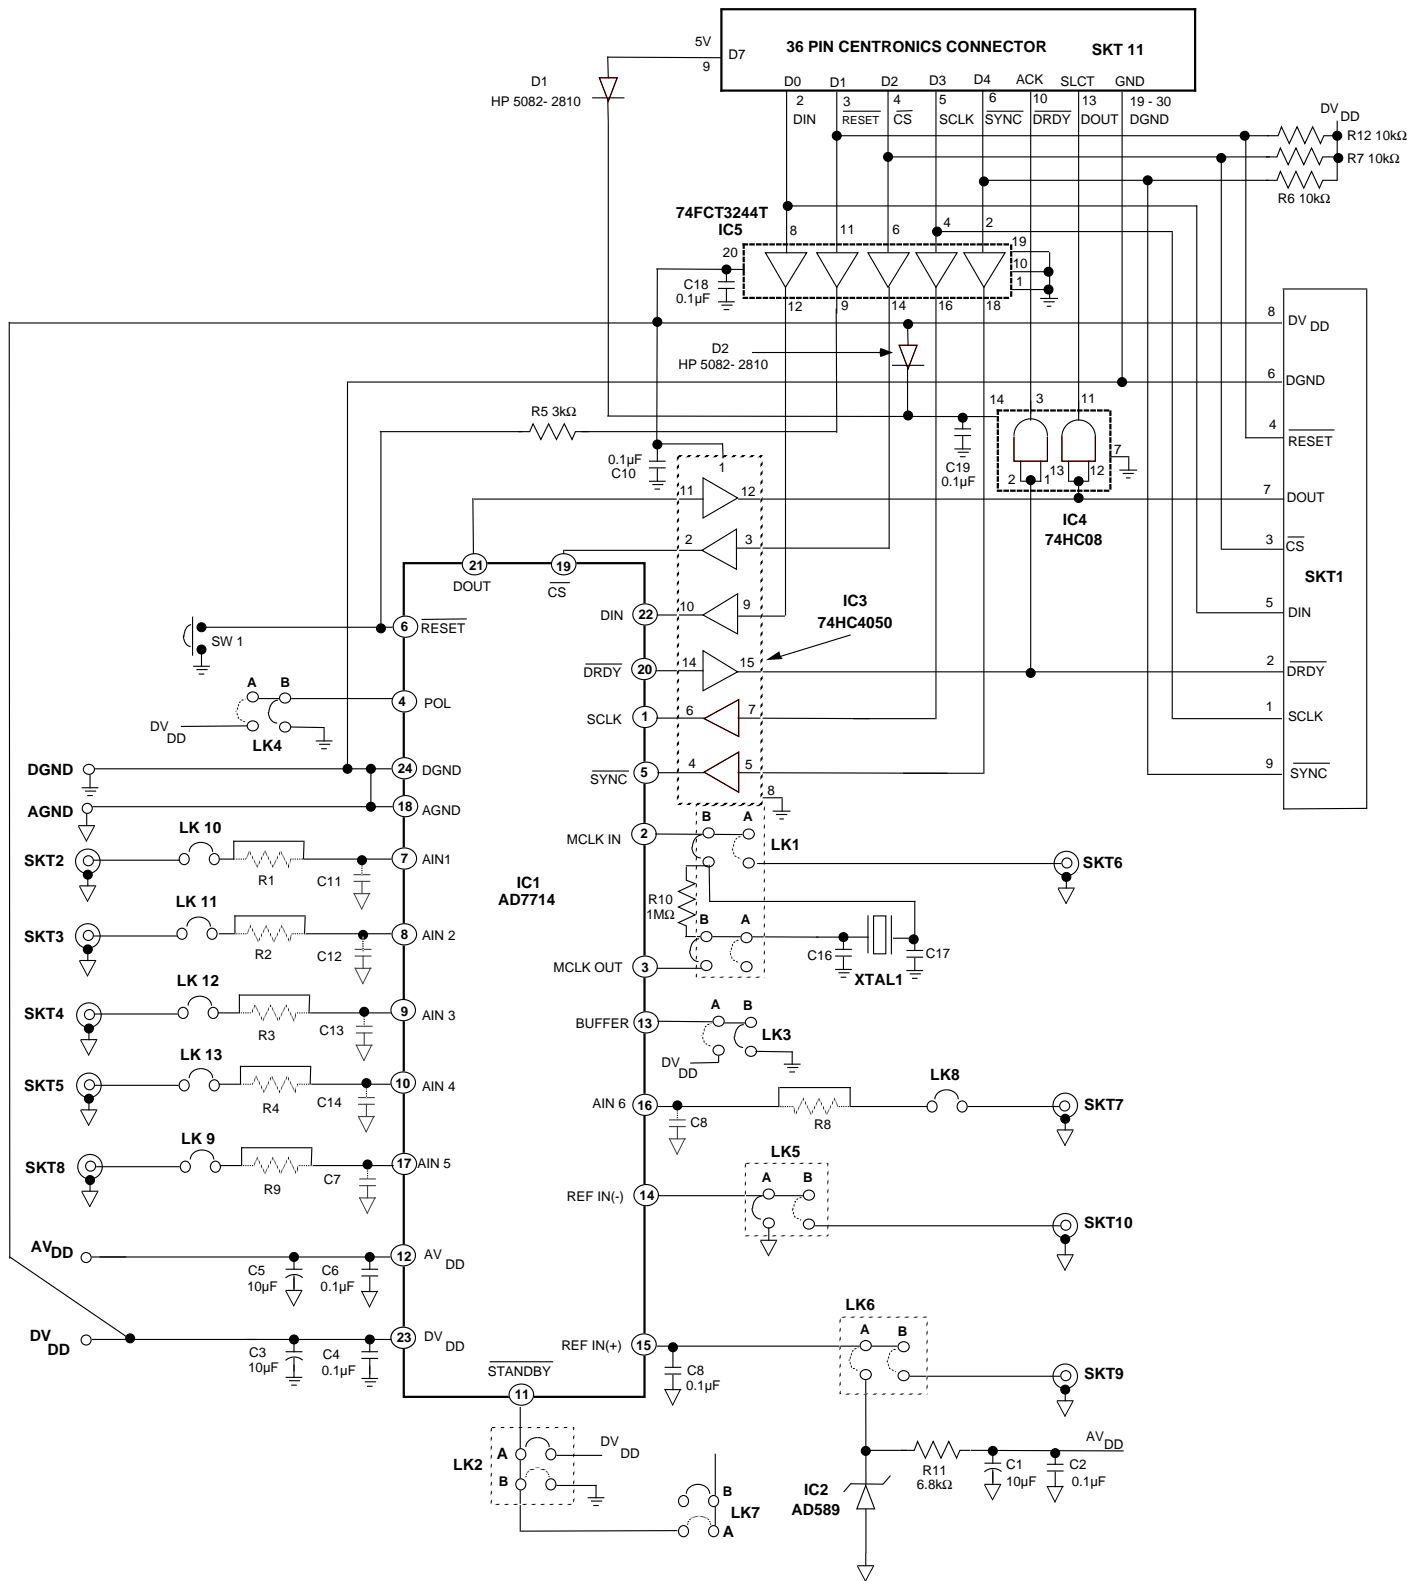 36 PIN CENTRONICS CONNECTOR SKT 11
5V
9
D7
D0 D1 D2 D3 D4 ACK SLCT GND
2 3 4 5 6 10 13 19 - 30
DIN RESET CS SCLK SYNC DRDY DOUT DGND
D1
HP 5082- 2810
DV DD
R12 10kΩ
R7 10kΩ
R6 10kΩ
74FCT3244T
IC5
8 11 6 4 2
20
19
10
1
C18
0.1µF
12 9 14 16 18
D2
HP 5082- 2810
8 DV DD
6 DGND
4 RESET
7 DOUT
3 CS
SKT1
5 DIN
2 DRDY
1 SCLK
9 SYNC
R5 3kΩ
0.1µF
C10
C19
0.1µF
14 3 11
7
2 1 13 12
IC4
74HC08
1
11 12
2 3
10 9
14 15
6 7
4 5
8
IC3
74HC4050
21
DOUT
19
CS
DIN 22
DRDY 20
SCLK 1
SYNC 5
MCLK IN 2
MCLK OUT 3
BUFFER 13
AIN 6 16
REF IN(-) 14
REF IN(+) 15
IC1
AD7714
6 RESET
SW 1
4 POL
A B
DV DD
LK4
DGND
24 DGND
AGND
18 AGND
SKT2
LK 10
R1
C11
7 AIN1
SKT3
LK 11
R2
C12
8 AIN 2
SKT4
LK 12
R3
C13
9 AIN 3
SKT5
LK 13
R4
C14
10 AIN 4
SKT8
LK 9
R9
C7
17 AIN 5
AVDD
C5
10µF
C6
0.1µF
12 AV DD
DV DD
C3
10µF
C4
0.1µF
23 DV DD
STANDBY
11
B A
LK1
SKT6
R10
1MΩ
B A
C16
C17
XTAL1
A B
LK3
DV DD
C8
R8
LK8
SKT7
LK5
A B
SKT10
C8
0.1µF
LK6
A B
SKT9
AV DD
R11
6.8kΩ
C1
10µF
C2
0.1µF
IC2
AD589
LK2
A
B
DV DD
B
LK7
A